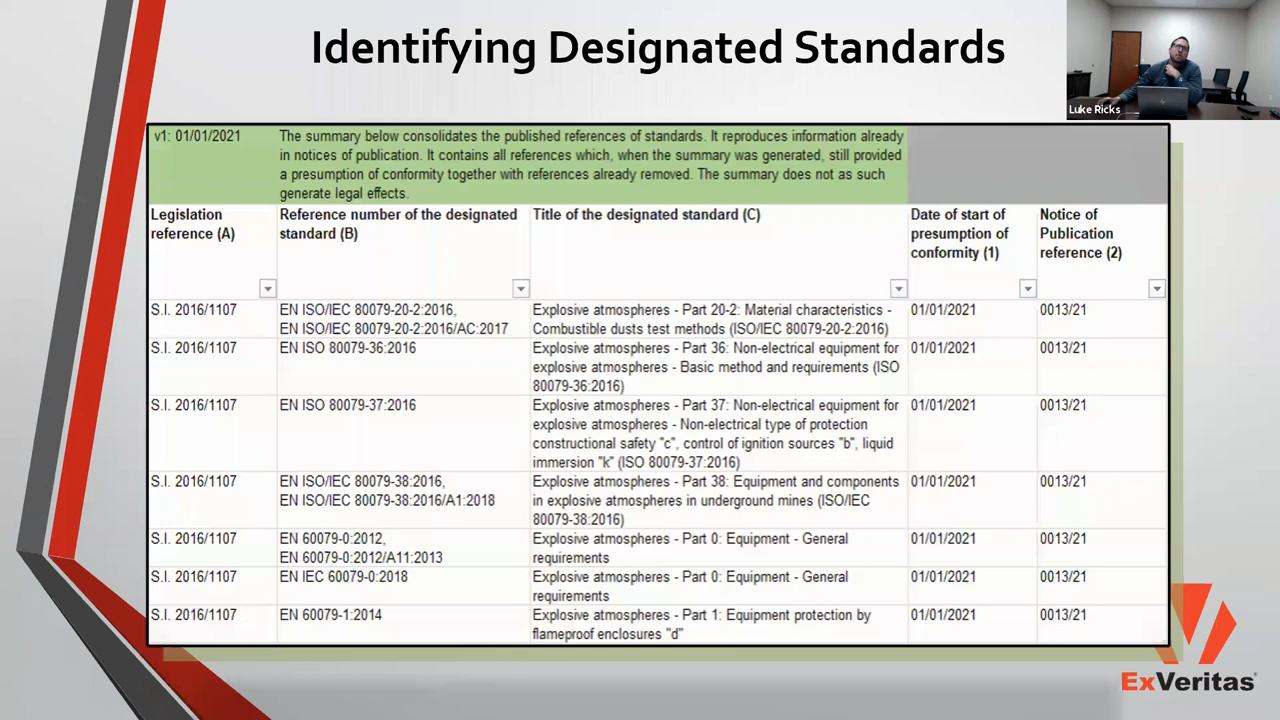 Identifying Designated Standards
Luke Ricks
v1: 01/01/2021
The summary below consolidates the published references of standards. It reproduces information already
in notices of publication. It contains all references which, when the summary was generated, still provided
a presumption of conformity together with references already removed. The summary does not as such
generate legal effects.
Legislation
reference (A)
Reference number of the designated
standard (B)
Title of the designated standard (C)
Date of start of
presumption of
conformity (1)
Notice of
Publication
reference (2)
S.I. 2016/1107
EN ISO/IEC 80079-20-2:2016,
EN ISO/IEC 80079-20-2:2016/AC:2017
Explosive atmospheres - Part 20-2: Material characteristics -
Combustible dusts test methods (ISO/IEC 80079-20-2:2016)
01/01/2021
0013/21
S.I. 2016/1107
EN ISO 80079-36:2016
Explosive atmospheres - Part 36: Non-electrical equipment for
explosive atmospheres - Basic method and requirements (ISO
80079-36:2016)
01/01/2021
0013/21
S.I. 2016/1107
EN ISO 80079-37:2016
Explosive atmospheres - Part 37: Non-electrical equipment for
explosive atmospheres - Non-electrical type of protection
constructional safety "c", control of ignition sources "b", liquid
immersion "k" (ISO 80079-37:2016)
01/01/2021
0013/21
S.I. 2016/1107
EN ISO/IEC 80079-38:2016,
EN ISO/IEC 80079-38:2016/A1:2018
Explosive atmospheres - Part 38: Equipment and components
in explosive atmospheres in underground mines (ISO/IEC
80079-38:2016)
01/01/2021
0013/21
S.I. 2016/1107
EN 60079-0:2012,
EN 60079-0:2012/A11:2013
Explosive atmospheres - Part 0: Equipment - General
requirements
01/01/2021
0013/21
S.I. 2016/1107
EN IEC 60079-0:2018
Explosive atmospheres - Part 0: Equipment - General
requirements
01/01/2021
0013/21
S.I. 2016/1107
EN 60079-1:2014
Explosive atmospheres - Part 1: Equipment protection by
flameproof enclosures "d"
01/01/2021
0013/21
ExVeritas